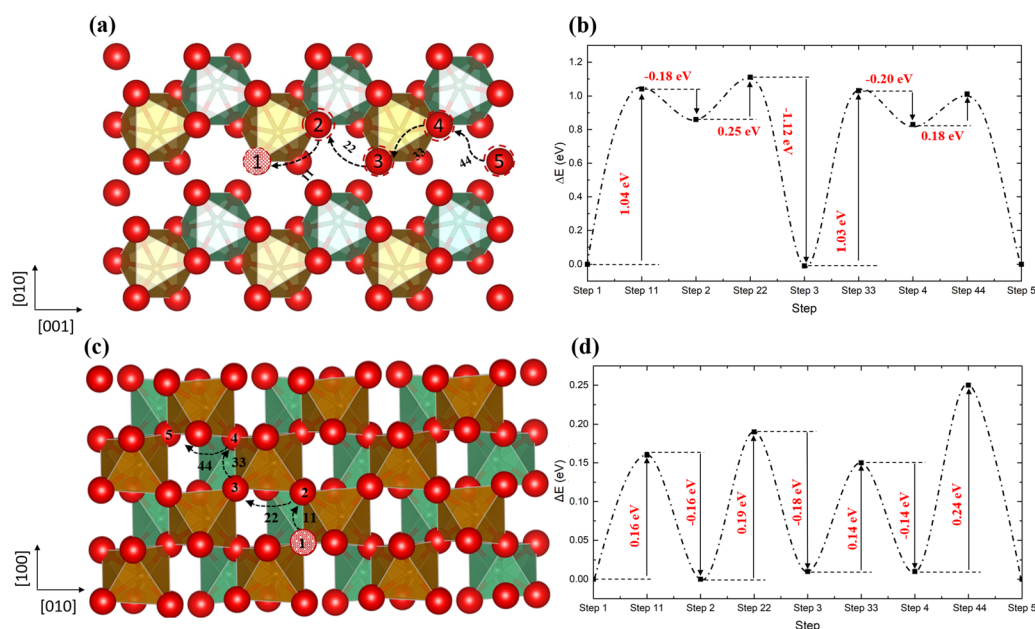 (a)
2
4
1
22
3
33
44
5
11
[010]
[001]
(b)
ΔE (eV)
1.2
1.0
0.8
0.6
0.4
0.2
0.0
-0.18 eV
-0.20 eV
0.25 eV
0.18 eV
-1.12 eV
1.04 eV
1.03 eV
Step 1 Step 11 Step 2 Step 22 Step 3 Step 33 Step 4 Step 44 Step 5
Step
(c)
5
4
44
33
3
2
22
11
1
[100]
[010]
(d)
ΔE (eV)
0.25
0.20
0.15
0.10
0.05
0.00
0.16 eV
-0.16 eV
0.19 eV
-0.18 eV
0.14 eV
-0.14 eV
0.24 eV
Step 1 Step 11 Step 2 Step 22 Step 3 Step 33 Step 4 Step 44 Step 5
Step